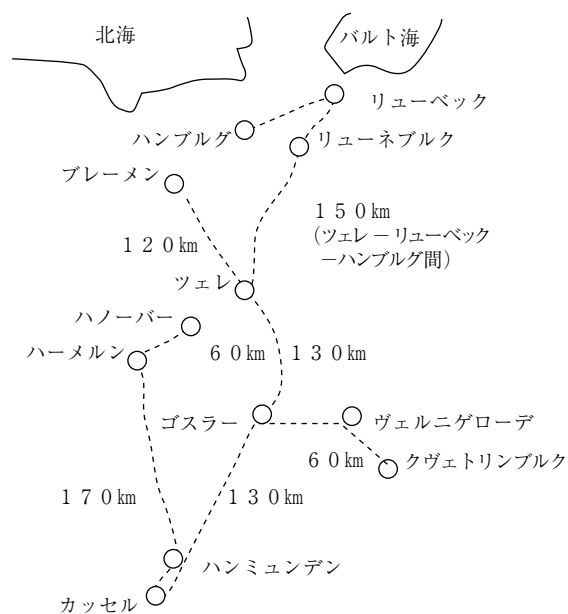 北海
バルト海
リューベック
ハンブルグ
リューネブルク
ブレーメン
１５０㎞
(ツェレ－リューベック
－ハンブルグ間)
１２０㎞
ツェレ
ハノーバー
ハーメルン
６０㎞
１３０㎞
ゴスラー
ヴェルニゲローデ
６０㎞
クヴェトリンブルク
１７０㎞
１３０㎞
ハンミュンデン
カッセル